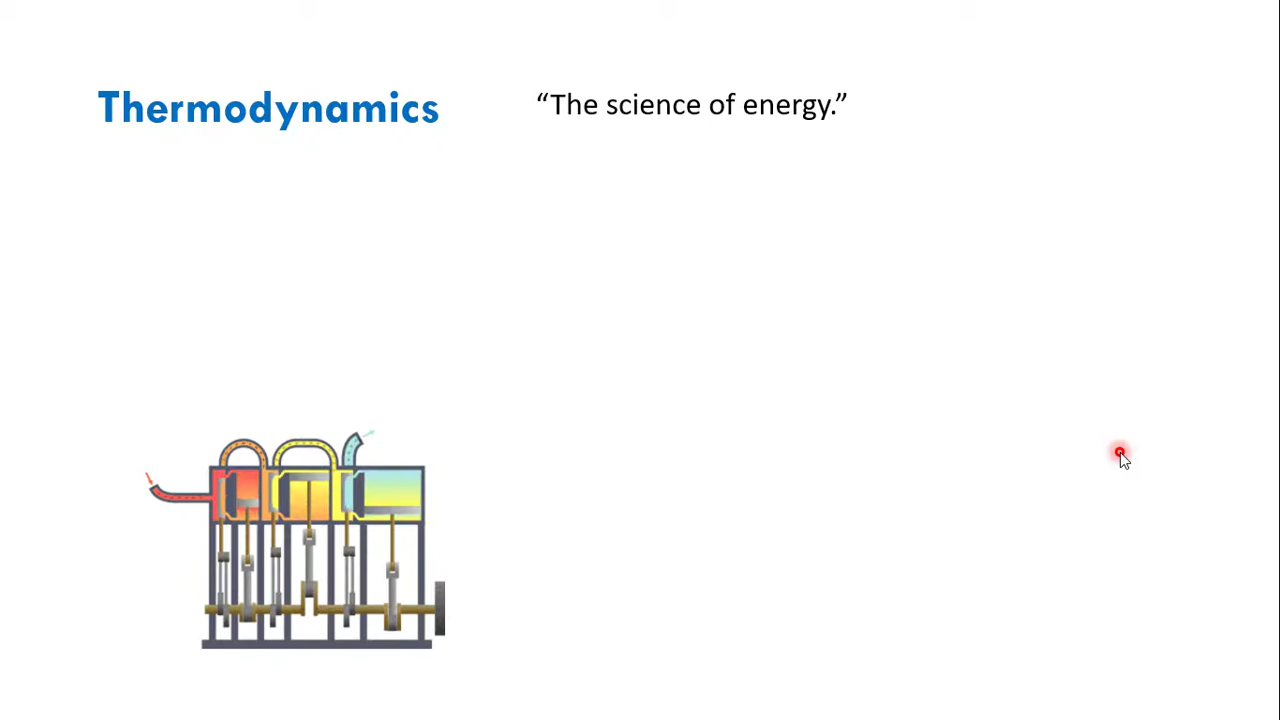 Thermodynamics
“The science of energy.”